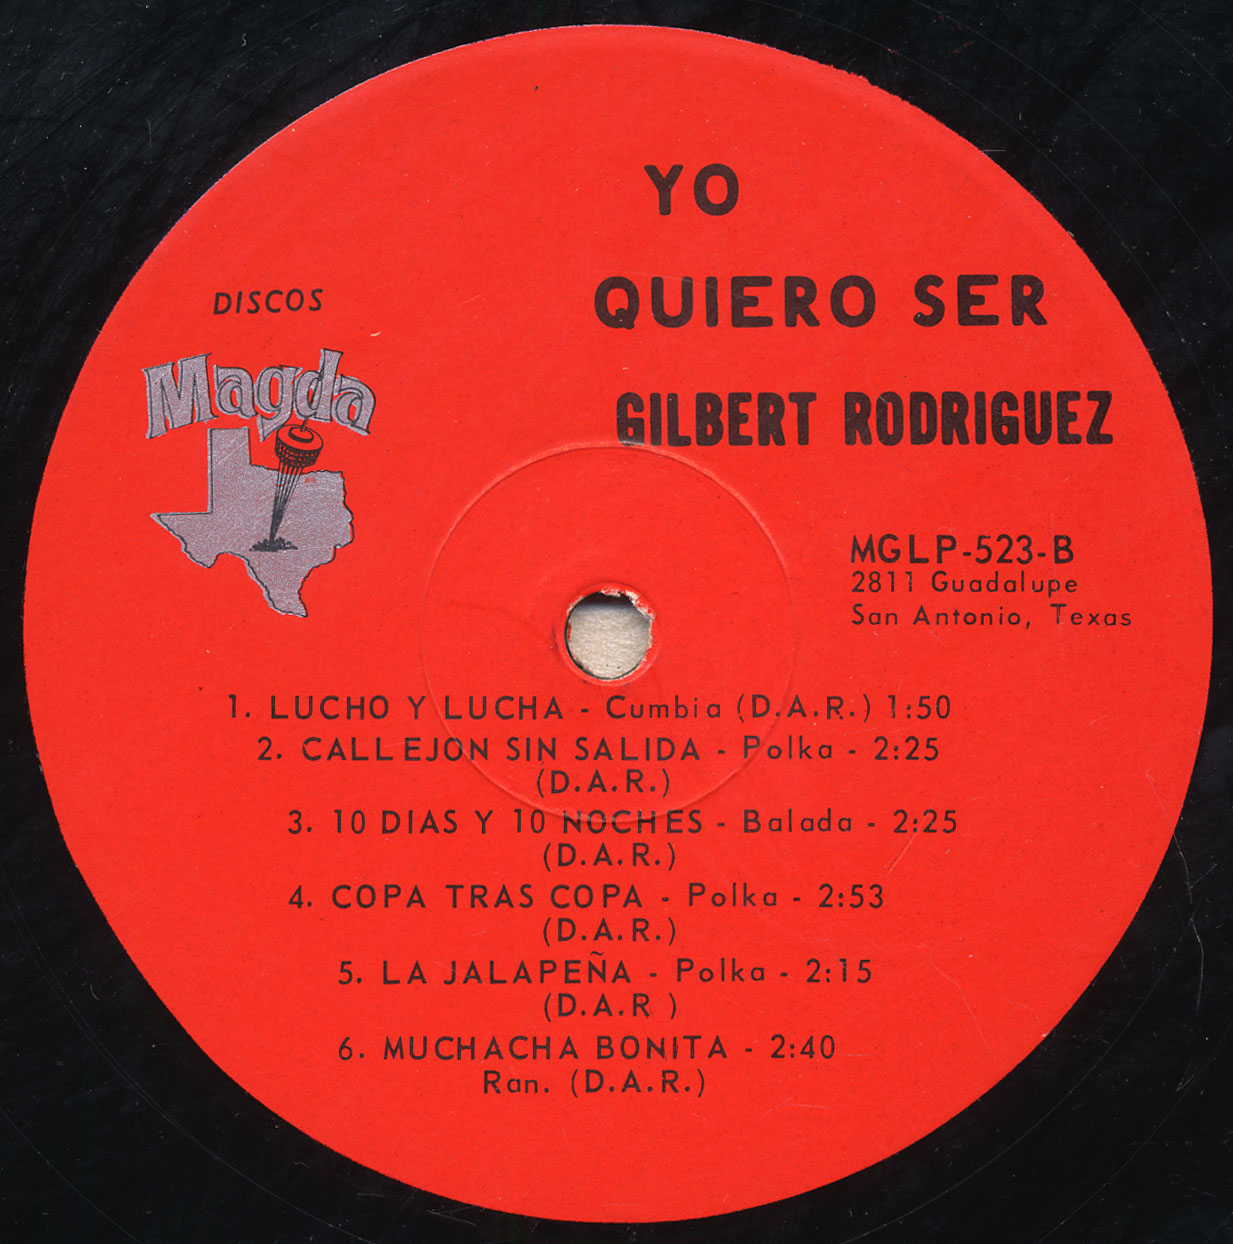 YO
QUIERO SER
GILBERT RODRIGUEZ
DISCOS
Magda
MGLP-523-B
2811 Guadalupe
San Antonio, Texas
1. LUCHO Y LUCHA - Cumbia (D.A.R.) 1:50
2. CALLEJON SIN SALIDA - Polka - 2:25
(D.A.R.)
3. 10 DIAS Y 10 NOCHES - Balada - 2:25
(D.A.R.)
4. COPA TRAS COPA - Polka - 2:53
(D.A.R.)
5. LA JALAPEÑA - Polka - 2:15
(D.A.R )
6. MUCHACHA BONITA - 2:40
Ran. (D.A.R.)